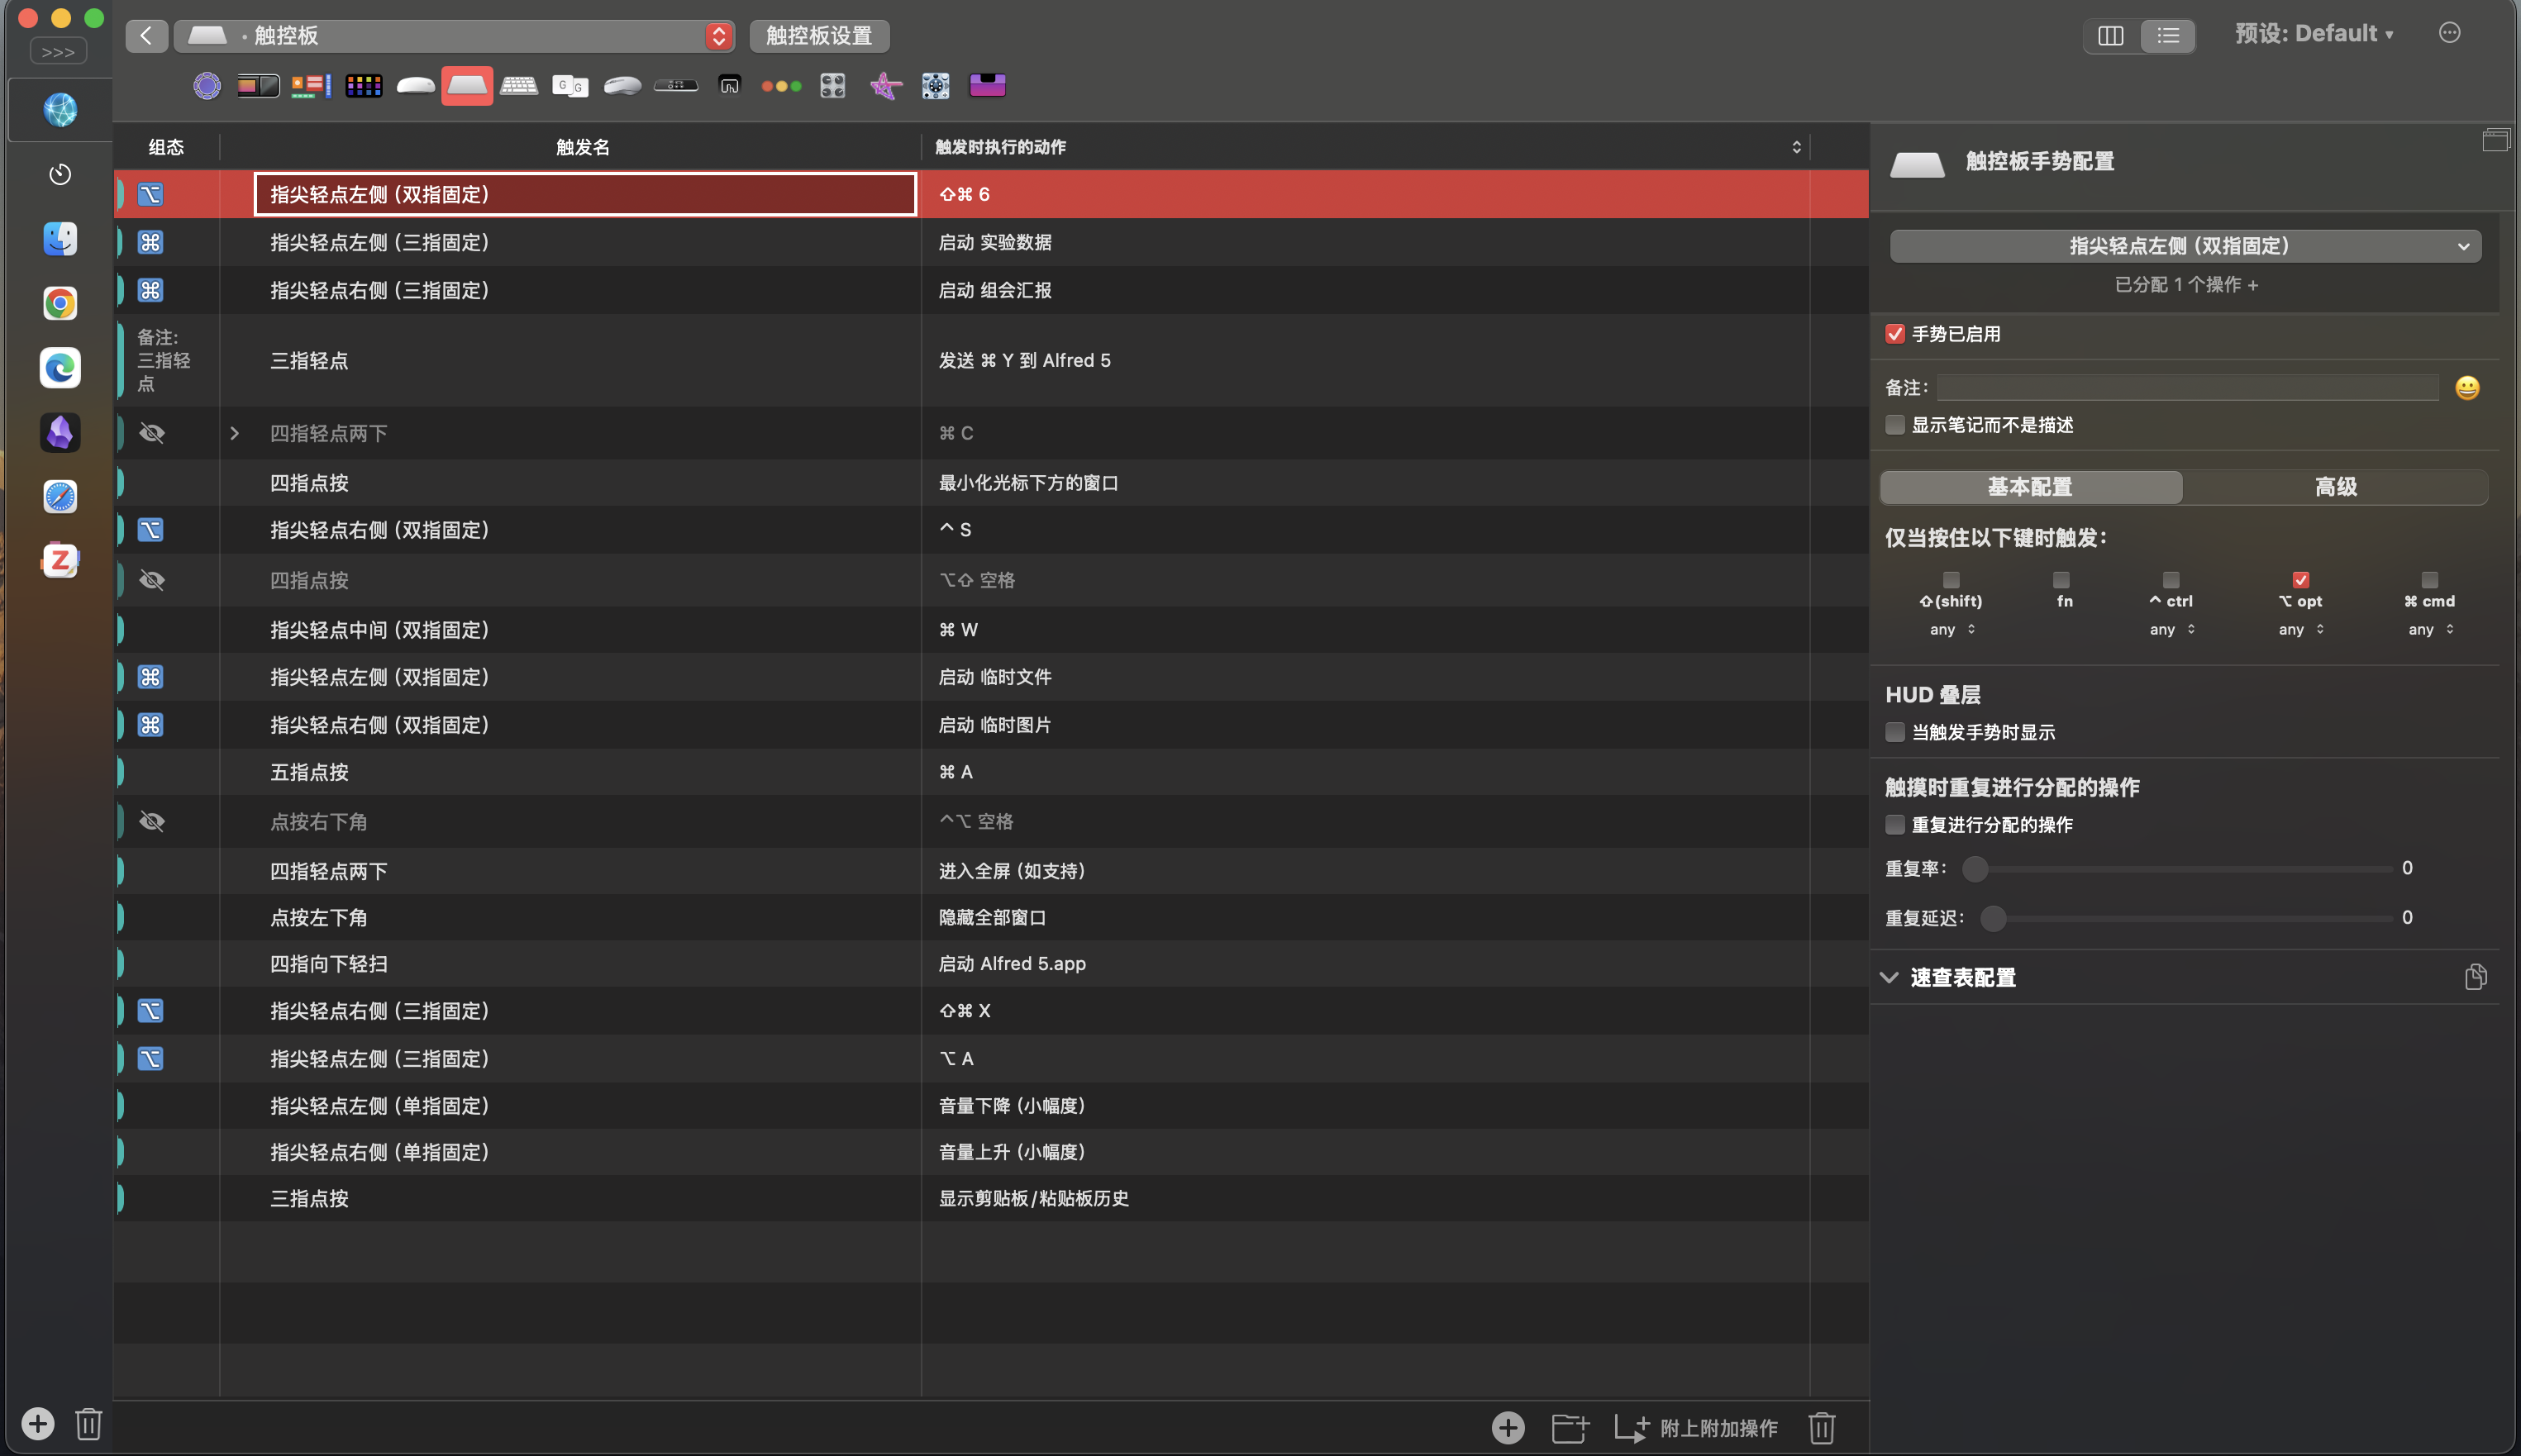 >>>
触控板
触控板设置
预设: Default
组态 触发名 触发时执行的动作
指尖轻点左侧 (双指固定) ⇧⌘ 6
⌘ 指尖轻点左侧 (三指固定) 启动 实验数据
⌘ 指尖轻点右侧 (三指固定) 启动 组会汇报
备注:
三指轻
点
三指轻点 发送 ⌘ Y 到 Alfred 5
四指轻点两下 ⌘ C
四指点按 最小化光标下方的窗口
⌥ 指尖轻点右侧 (双指固定) ^ S
四指点按 ⌥⇧ 空格
指尖轻点中间 (双指固定) ⌘ W
⌘ 指尖轻点左侧 (双指固定) 启动 临时文件
⌘ 指尖轻点右侧 (双指固定) 启动 临时图片
五指点按 ⌘ A
点按右下角 ^⌥ 空格
四指轻点两下 进入全屏 (如支持)
点按左下角 隐藏全部窗口
四指向下轻扫 启动 Alfred 5.app
⌥ 指尖轻点右侧 (三指固定) ⇧⌘ X
⌥ 指尖轻点左侧 (三指固定) ⌥ A
指尖轻点左侧 (单指固定) 音量下降 (小幅度)
指尖轻点右侧 (单指固定) 音量上升 (小幅度)
三指点按 显示剪贴板/粘贴板历史
附上附加操作
触控板手势配置
指尖轻点左侧 (双指固定)
已分配 1 个操作 +
手势已启用
备注:
显示笔记而不是描述
基本配置 高级
仅当按住以下键时触发:
⇧(shift) fn ^ ctrl ⌥ opt ⌘ cmd
any any any any
HUD 叠层
当触发手势时显示
触摸时重复进行分配的操作
重复进行分配的操作
重复率: 0
重复延迟: 0
速查表配置